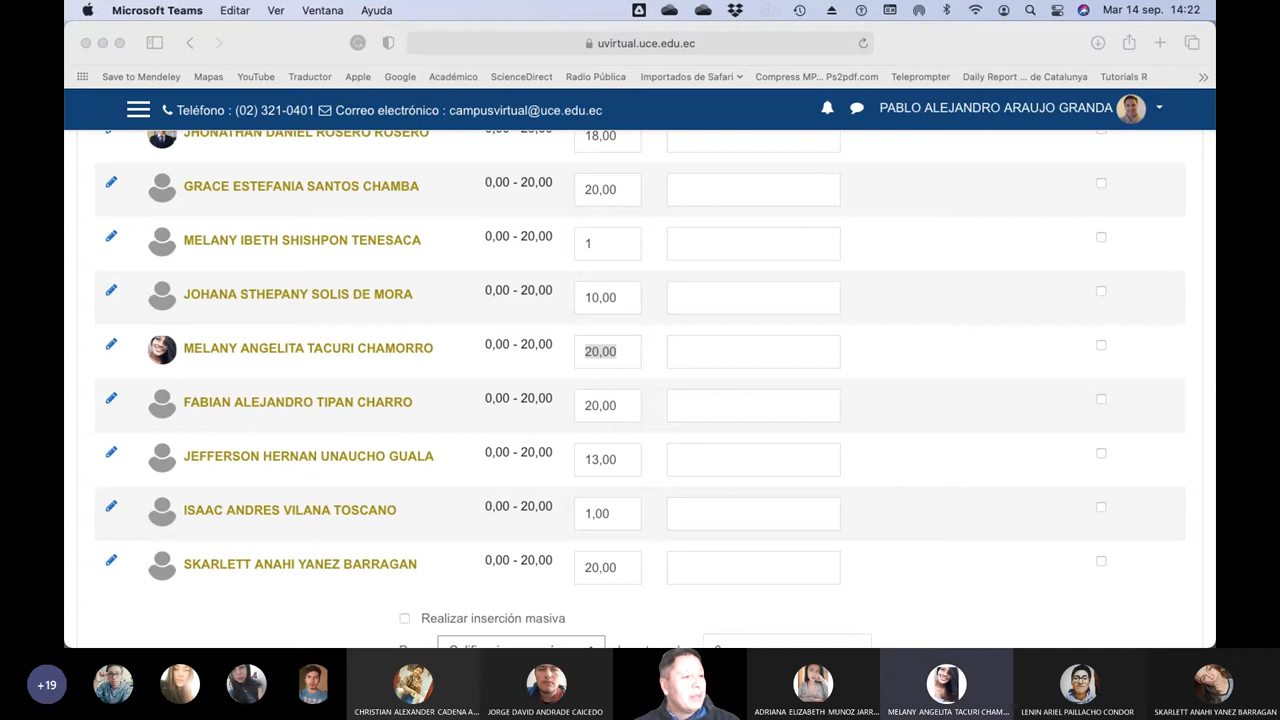 Microsoft Teams Editar Ver Ventana Ayuda Mar 14 sep. 14:22
uvirtual.uce.edu.ec
Save to Mendeley Mapas YouTube Traductor Apple Google Académico ScienceDirect Radio Pública Importados de Safari Compress MP... Ps2pdf.com Teleprompter Daily Report ... de Catalunya Tutorials R
Teléfono : (02) 321-0401 Correo electrónico : campusvirtual@uce.edu.ec PABLO ALEJANDRO ARAUJO GRANDA
JHONATHAN DANIEL ROSERO ROSERO 0,00 - 20,00 18,00
GRACE ESTEFANIA SANTOS CHAMBA 0,00 - 20,00 20,00
MELANY IBETH SHISHPON TENESACA 0,00 - 20,00 1
JOHANA STHEPANY SOLIS DE MORA 0,00 - 20,00 10,00
MELANY ANGELITA TACURI CHAMORRO 0,00 - 20,00 20,00
FABIAN ALEJANDRO TIPAN CHARRO 0,00 - 20,00 20,00
JEFFERSON HERNAN UNAUCHO GUALA 0,00 - 20,00 13,00
ISAAC ANDRES VILANA TOSCANO 0,00 - 20,00 1,00
SKARLETT ANAHI YANEZ BARRAGAN 0,00 - 20,00 20,00
Realizar inserción masiva
+19
CHRISTIAN ALEXANDER CADENA A... JORGE DAVID ANDRADE CAICEDO ADRIANA ELIZABETH MUNOZ JARR... MELANY ANGELITA TACURI CHAM... LENIN ARIEL PAILLACHO CONDOR SKARLETT ANAHI YANEZ BARRAGAN